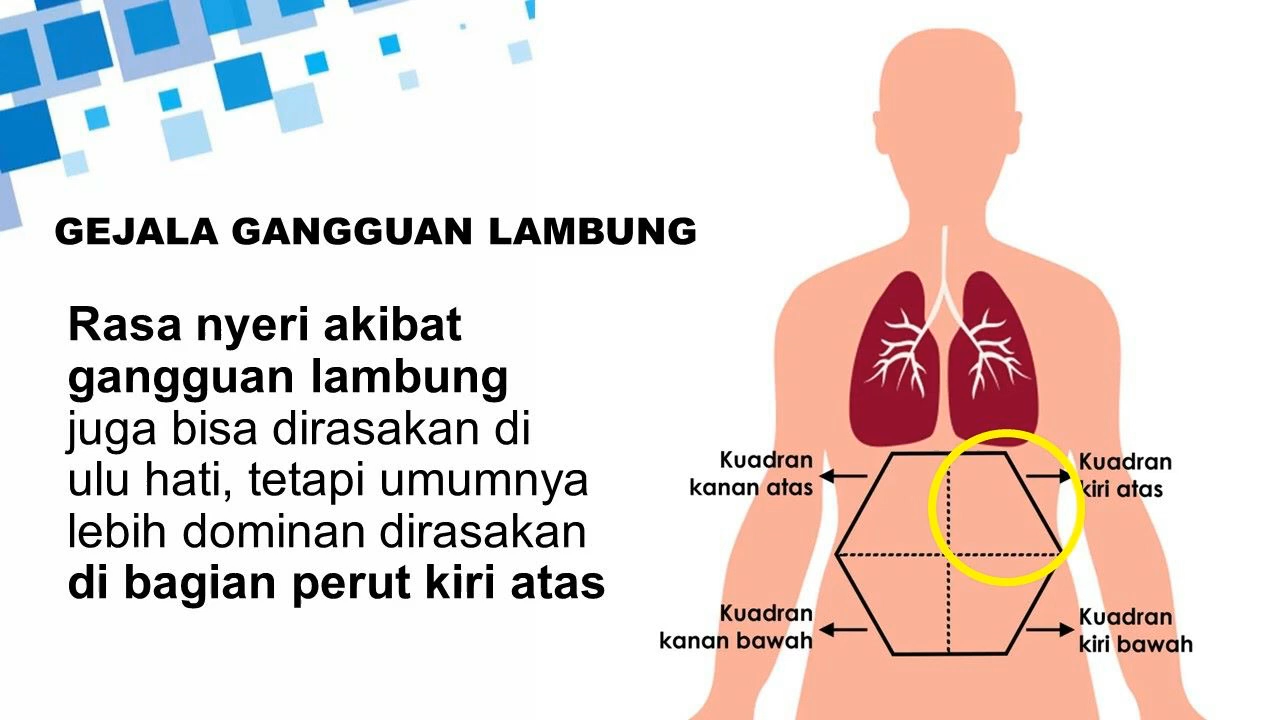 GEJALA GANGGUAN LAMBUNG
Rasa nyeri akibat
gangguan lambung
juga bisa dirasakan di
ulu hati, tetapi umumnya
lebih dominan dirasakan
di bagian perut kiri atas
Kuadran
kanan atas
Kuadran
kiri atas
Kuadran
kanan bawah
Kuadran
kiri bawah